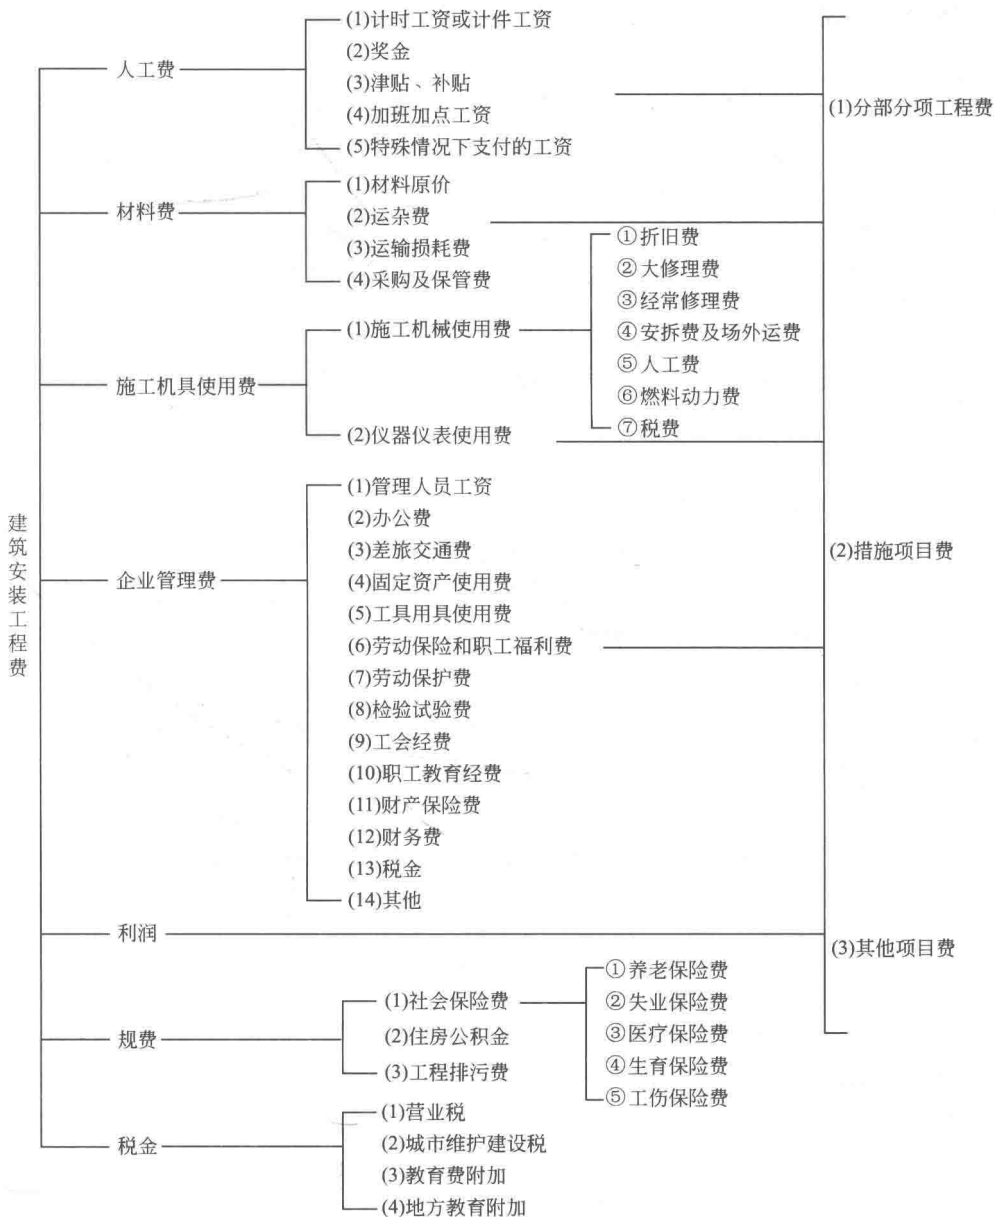 建筑安装工程费
人工费
(1)计时工资或计件工资
(2)奖金
(3)津贴、补贴
(4)加班加点工资
(5)特殊情况下支付的工资
材料费
(1)材料原价
(2)运杂费
(3)运输损耗费
(4)采购及保管费
施工机具使用费
(1)施工机械使用费
①折旧费
②大修理费
③经常修理费
④安拆费及场外运费
⑤人工费
⑥燃料动力费
⑦税费
(2)仪器仪表使用费
企业管理费
(1)管理人员工资
(2)办公费
(3)差旅交通费
(4)固定资产使用费
(5)工具用具使用费
(6)劳动保险和职工福利费
(7)劳动保护费
(8)检验试验费
(9)工会经费
(10)职工教育经费
(11)财产保险费
(12)财务费
(13)税金
(14)其他
利润
规费
(1)社会保险费
①养老保险费
②失业保险费
③医疗保险费
④生育保险费
⑤工伤保险费
(2)住房公积金
(3)工程排污费
税金
(1)营业税
(2)城市维护建设税
(3)教育费附加
(4)地方教育附加
(1)分部分项工程费
(2)措施项目费
(3)其他项目费